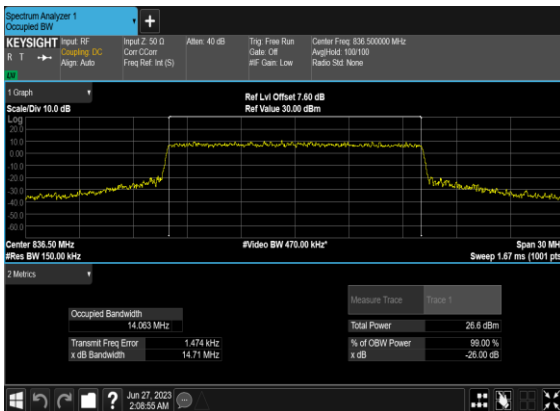 Spectrum Analyzer 1
Occupied BW
KEYSIGHT
R T
LV
Input: RF
Coupling: DC
Align: Auto
Input Z: 50 Ω
Corr CCorr
Freq Ref: Int (S)
Atten: 40 dB
Trig: Free Run
Gate: Off
#IF Gain: Low
Center Freq: 836.500000 MHz
Avg|Hold: 100/100
Radio Std: None
1 Graph
Scale/Div 10.0 dB
Ref Lvl Offset 7.60 dB
Ref Value 30.00 dBm
Log
20.0
10.0
0.00
-10.0
-20.0
-30.0
-40.0
-50.0
-60.0
Center 836.50 MHz
#Res BW 150.00 kHz
#Video BW 470.00 kHz*
Span 30 MH
Sweep 1.67 ms (1001 pts
2 Metrics
Occupied Bandwidth
14.063 MHz
Transmit Freq Error 1.474 kHz
x dB Bandwidth 14.71 MHz
Measure Trace Trace 1
Total Power 26.6 dBm
% of OBW Power 99.00 %
x dB -26.00 dB
Jun 27, 2023
2:08:55 AM